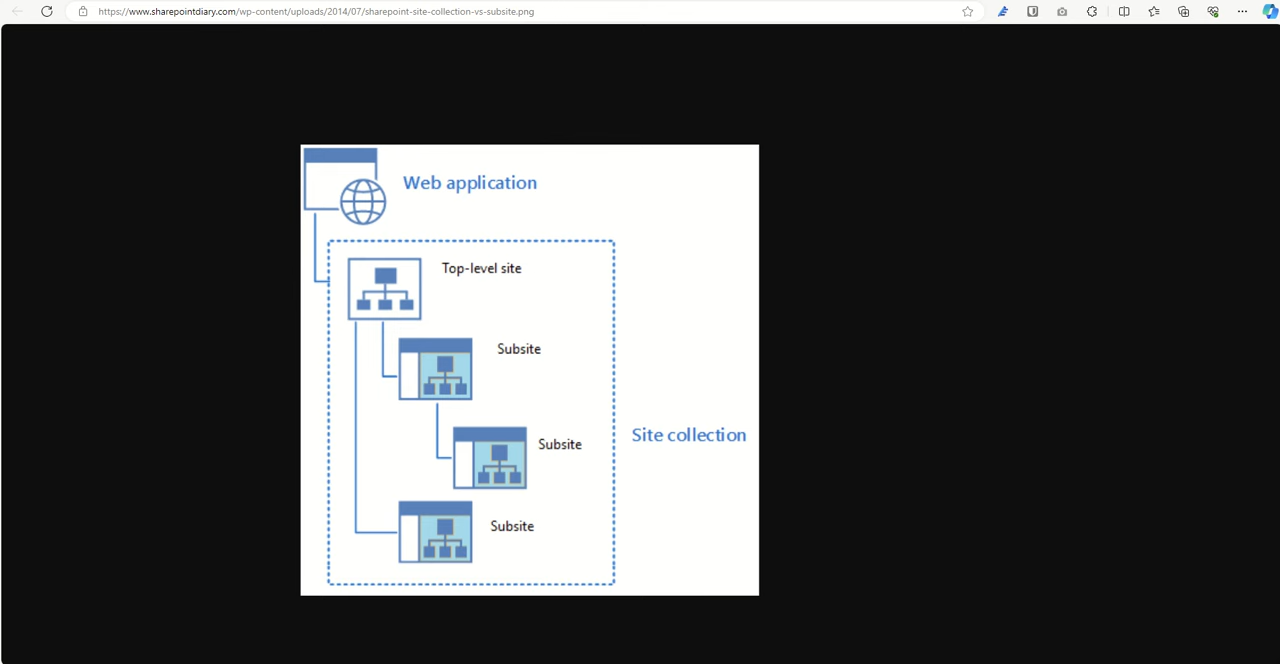 https://www.sharepointdiary.com/wp-content/uploads/2014/07/sharepoint-site-collection-vs-subsite.png
Web application
Top-level site
Subsite
Site collection
Subsite
Subsite